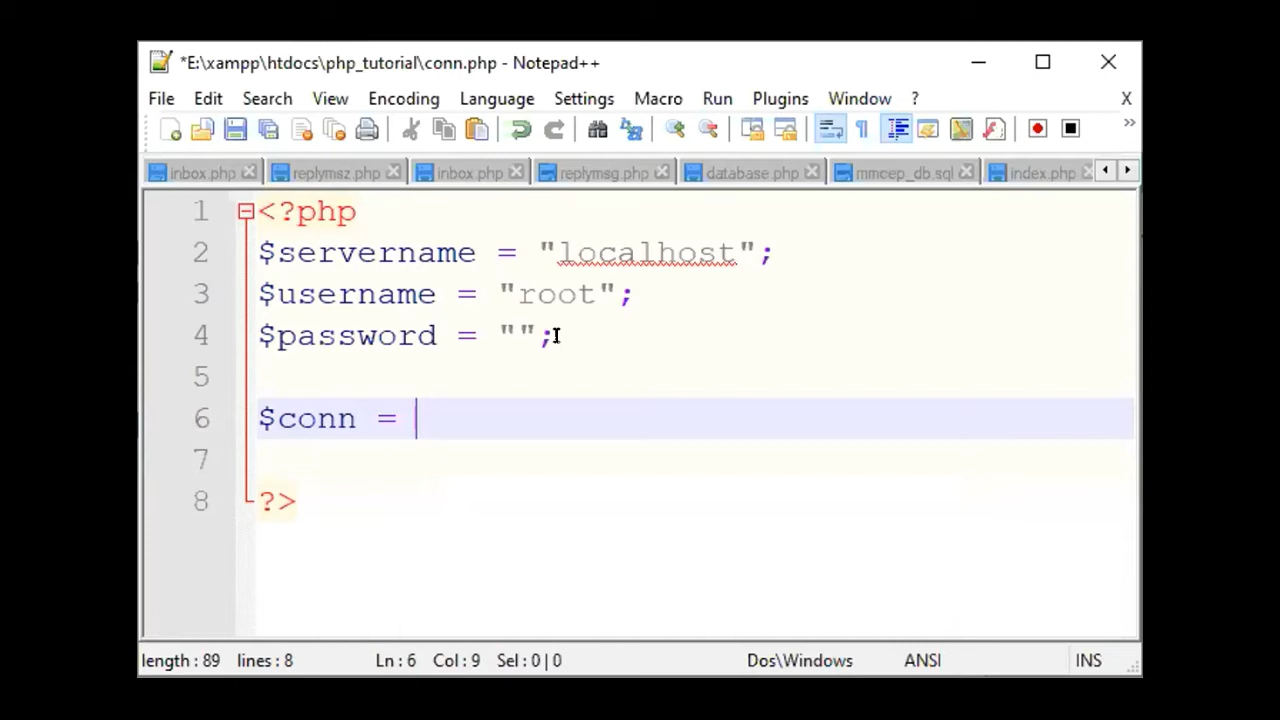 *E:\xampp\htdocs\php_tutorial\conn.php - Notepad++
File Edit Search View Encoding Language Settings Macro Run Plugins Window ? X
inbox.php replymsz.php inbox.php replymsg.php database.php mmcep_db.sql index.php
1 <?php
2 $servername = "localhost";
3 $username = "root";
4 $password = "";
5
6 $conn =
7
8 ?>
length : 89 lines : 8 Ln : 6 Col : 9 Sel : 0 | 0 Dos\Windows ANSI INS